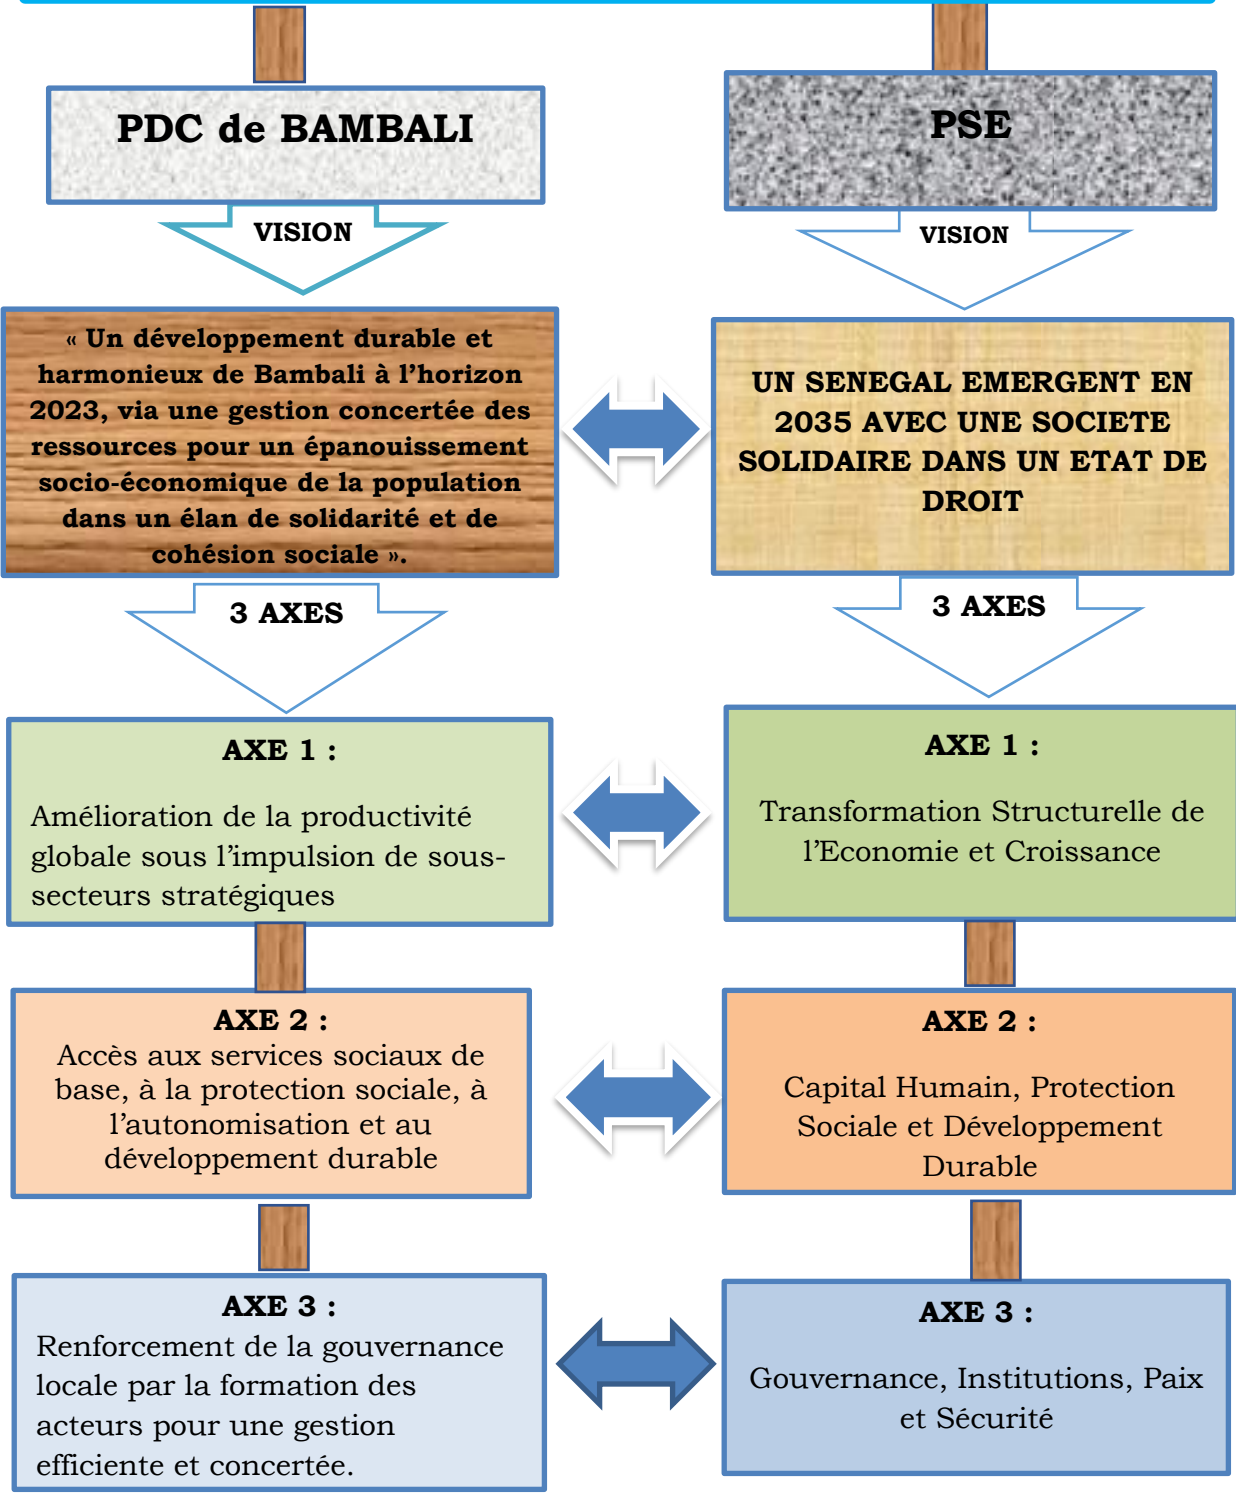 PDC de BAMBALI
PSE
VISION
VISION
« Un développement durable et
harmonieux de Bambali à l’horizon
2023, via une gestion concertée des
ressources pour un épanouissement
socio-économique de la population
dans un élan de solidarité et de
cohésion sociale ».
UN SENEGAL EMERGENT EN
2035 AVEC UNE SOCIETE
SOLIDAIRE DANS UN ETAT DE
DROIT
3 AXES
3 AXES
AXE 1 :
Amélioration de la productivité
globale sous l’impulsion de sous-
secteurs stratégiques
AXE 1 :
Transformation Structurelle de
l’Economie et Croissance
AXE 2 :
Accès aux services sociaux de
base, à la protection sociale, à
l’autonomisation et au
développement durable
AXE 2 :
Capital Humain, Protection
Sociale et Développement
Durable
AXE 3 :
Renforcement de la gouvernance
locale par la formation des
acteurs pour une gestion
efficiente et concertée.
AXE 3 :
Gouvernance, Institutions, Paix
et Sécurité